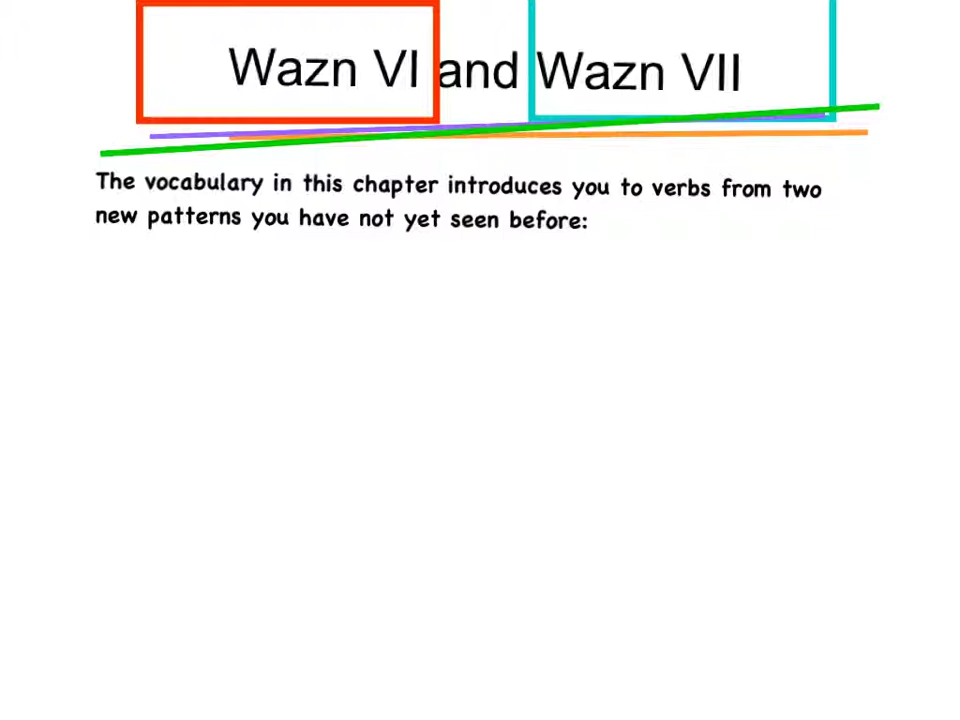 Wazn VI and Wazn VII
The vocabulary in this chapter introduces you to verbs from two
new patterns you have not yet seen before: